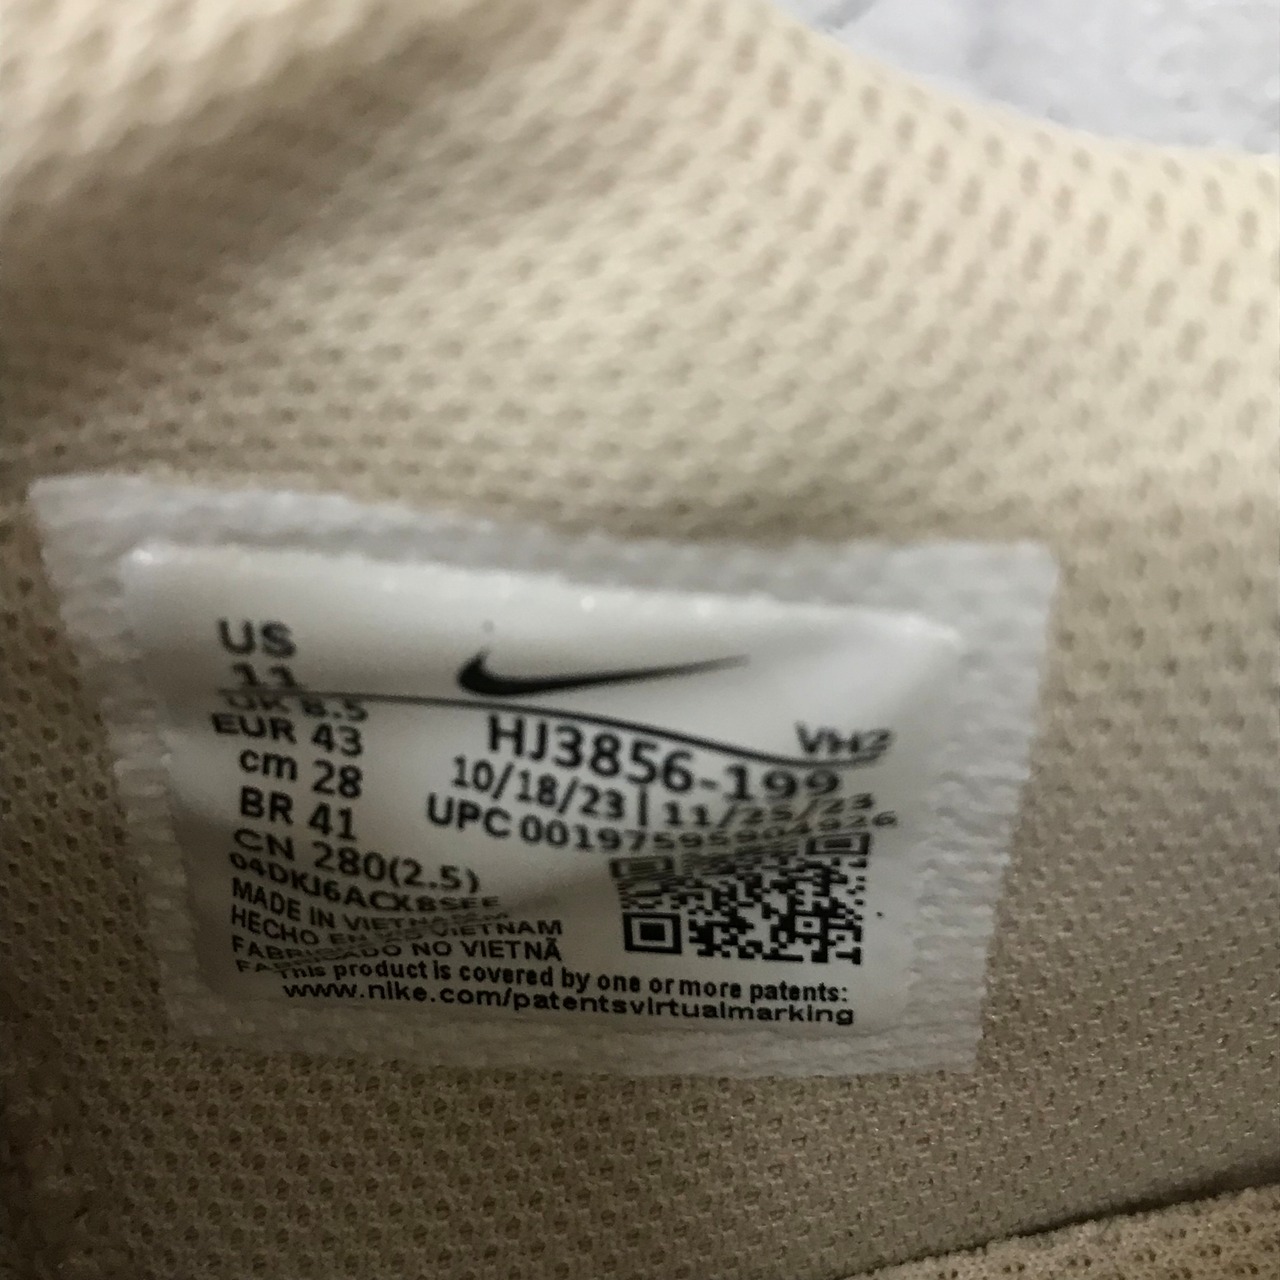 US
11
UK 8.5
EUR 43
cm 28
BR 41
CN 280(2.5)
VH2
HJ3856-199
10/18/23 | 11/25/23
UPC 00197595904926
MADE IN VIETNAM
HECHO EN VIETNAM
FABRICADO NO VIETNÃ
This product is covered by one or more patents:
www.nike.com/patentsvirtualmarking